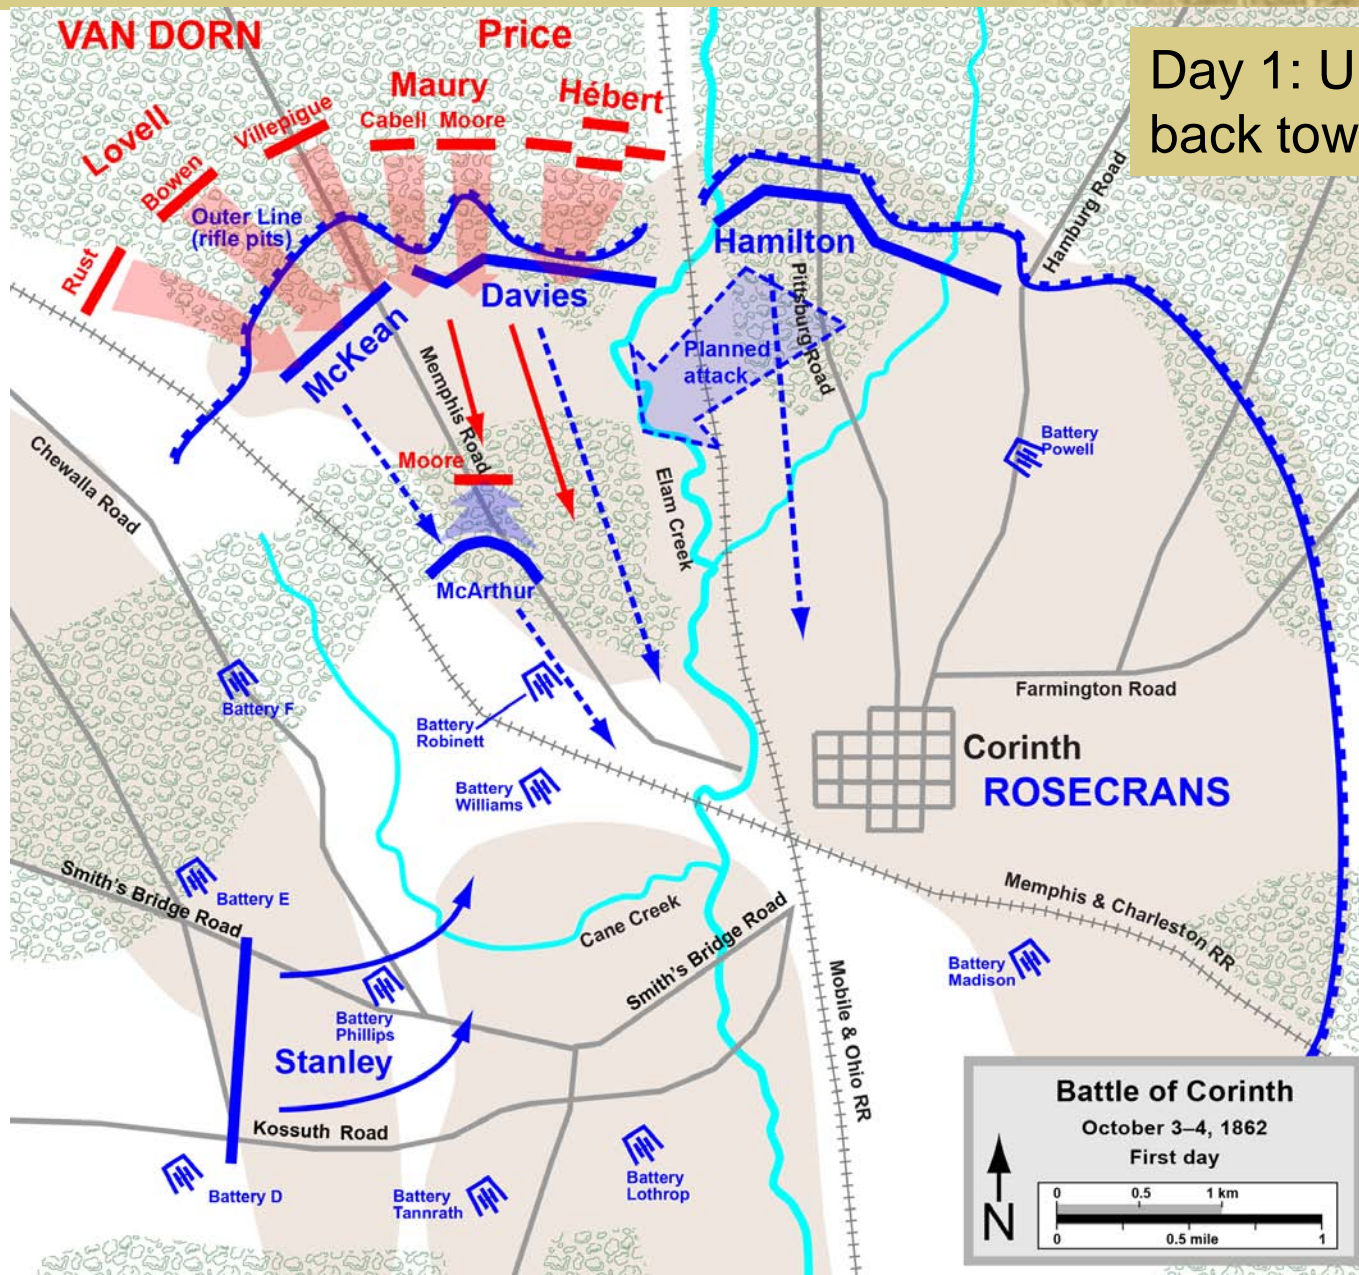 Day 1: U
back tow
VAN DORN
Price
Maury
Hébert
Cabell Moore
Lovell
Villepigue
Bowen
Rust
Outer Line
(rifle pits)
Hamilton
Davies
McKean
Hamburg Road
Pittsburg Road
Planned
attack
Memphis Road
Moore
McArthur
Elam Creek
Chewalla Road
Battery
Powell
Battery F
Battery
Robinett
Farmington Road
Corinth
ROSECRANS
Battery
Williams
Battery E
Smith's Bridge Road
Cane Creek
Smith's Bridge Road
Memphis & Charleston RR
Battery
Madison
Mobile & Ohio RR
Battery
Phillips
Stanley
Kossuth Road
Battery D
Battery
Tannrath
Battery
Lothrop
Battle of Corinth
October 3–4, 1862
First day
N
0 0.5 1 km
0 0.5 mile 1